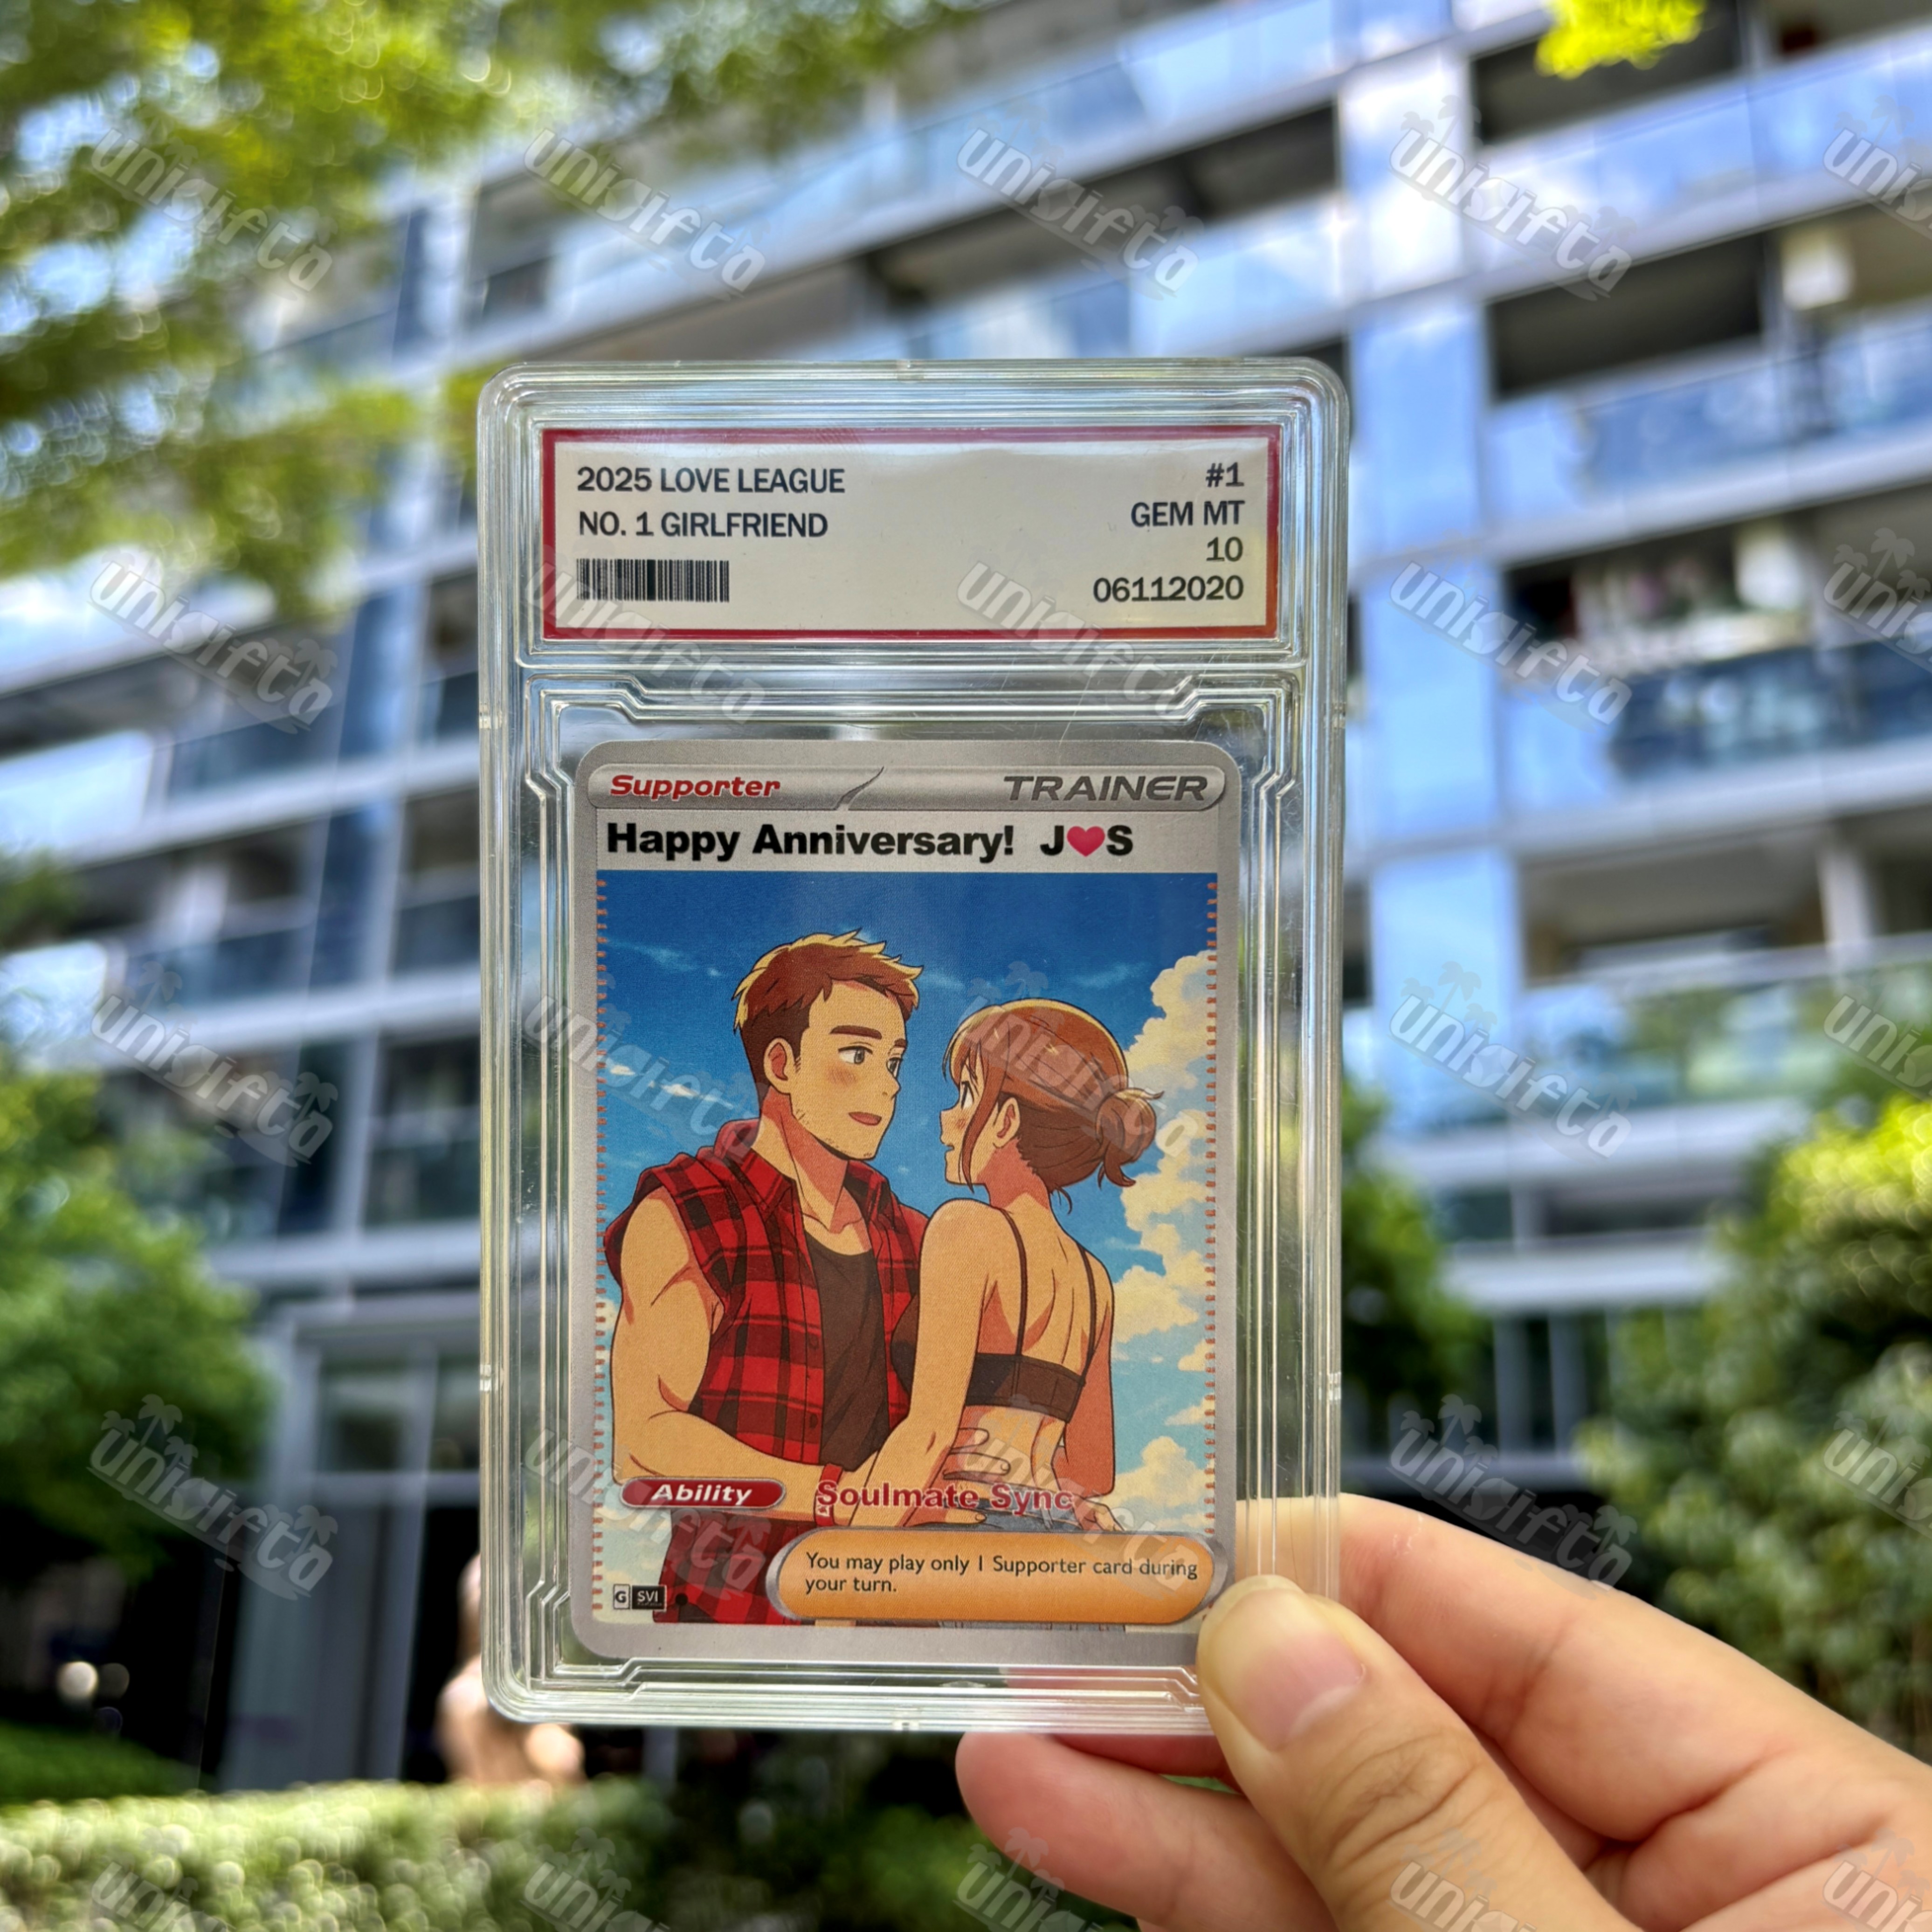 2025 LOVE LEAGUE
NO. 1 GIRLFRIEND
#1
GEM MT
10
06112020
Supporter
TRAINER
Happy Anniversary! J❤S
Ability
Soulmate Sync
You may play only 1 Supporter card during
your turn.
G SVI
unigifto